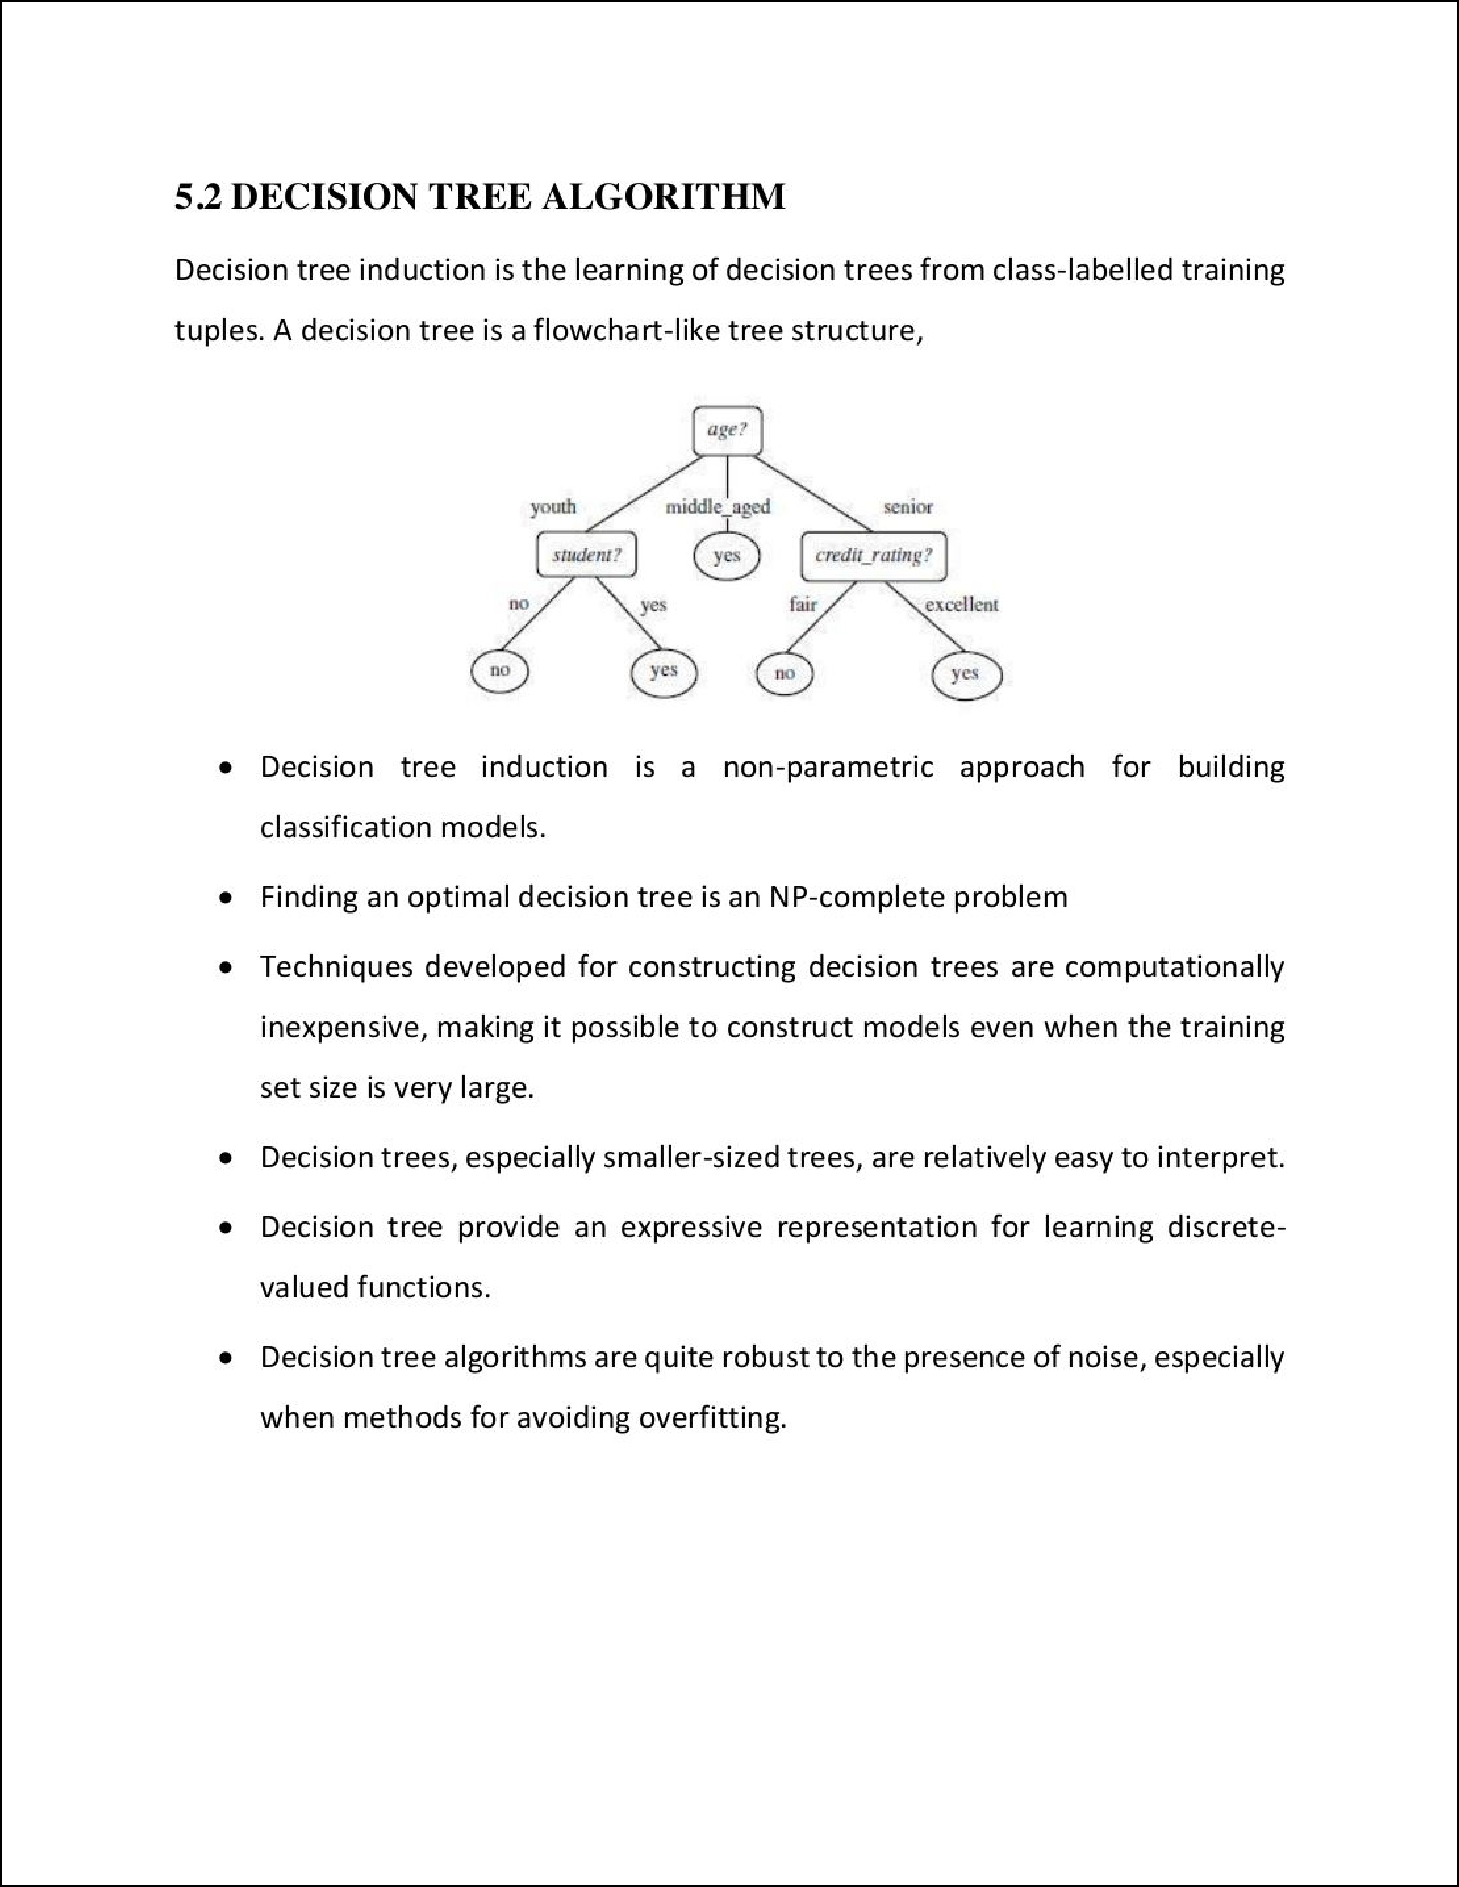 5.2 DECISION TREE ALGORITHM
Decision tree induction is the learning of decision trees from class-labelled training
tuples. A decision tree is a flowchart-like tree structure,
age?
youth middle_aged senior
student? yes credit_rating?
no yes fair excellent
no yes no yes
• Decision tree induction is a non-parametric approach for building
classification models.
• Finding an optimal decision tree is an NP-complete problem
• Techniques developed for constructing decision trees are computationally
inexpensive, making it possible to construct models even when the training
set size is very large.
• Decision trees, especially smaller-sized trees, are relatively easy to interpret.
• Decision tree provide an expressive representation for learning discrete-
valued functions.
• Decision tree algorithms are quite robust to the presence of noise, especially
when methods for avoiding overfitting.